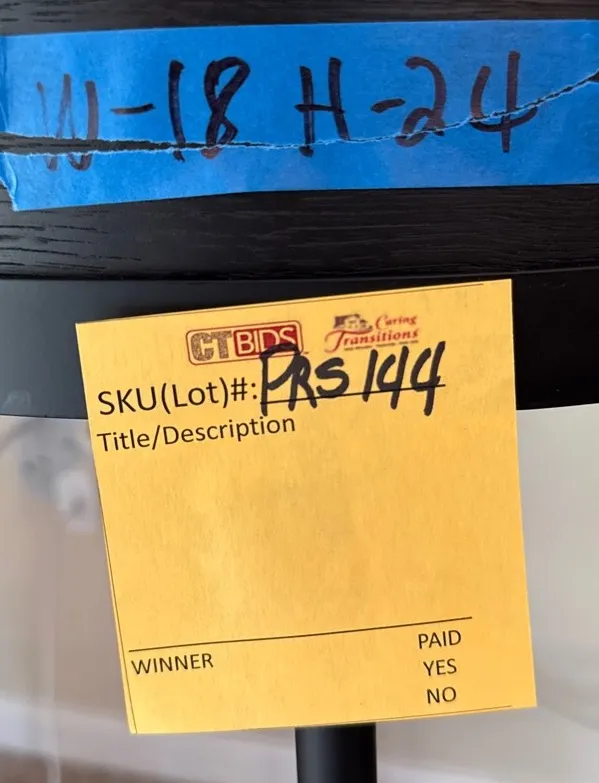 W-18 H-24
CTBIDS Caring Transitions
SKU(Lot)#: PRS 144
Title/Description
WINNER PAID
YES
NO